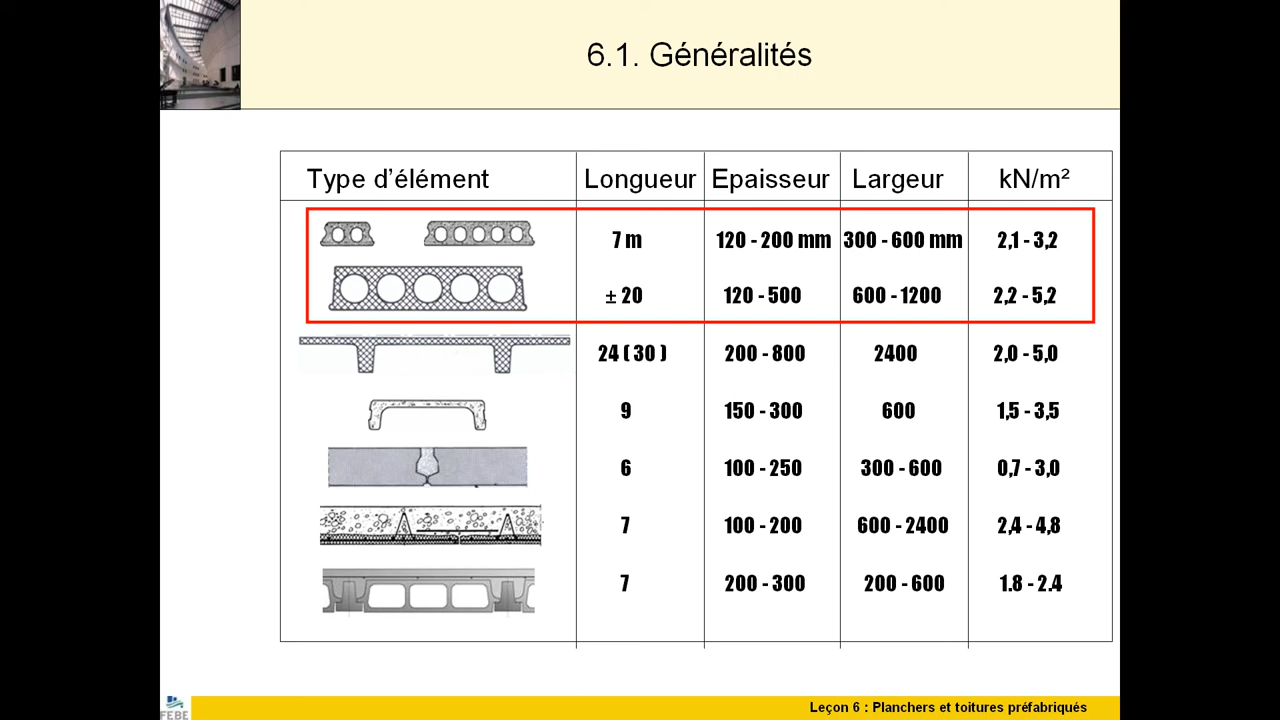 6.1. Généralités
Type d'élément Longueur Epaisseur Largeur kN/m²
7 m 120 - 200 mm 300 - 600 mm 2,1 - 3,2
± 20 120 - 500 600 - 1200 2,2 - 5,2
24 ( 30 ) 200 - 800 2400 2,0 - 5,0
9 150 - 300 600 1,5 - 3,5
6 100 - 250 300 - 600 0,7 - 3,0
7 100 - 200 600 - 2400 2,4 - 4,8
7 200 - 300 200 - 600 1.8 - 2.4
FEBE
Leçon 6 : Planchers et toitures préfabriqués